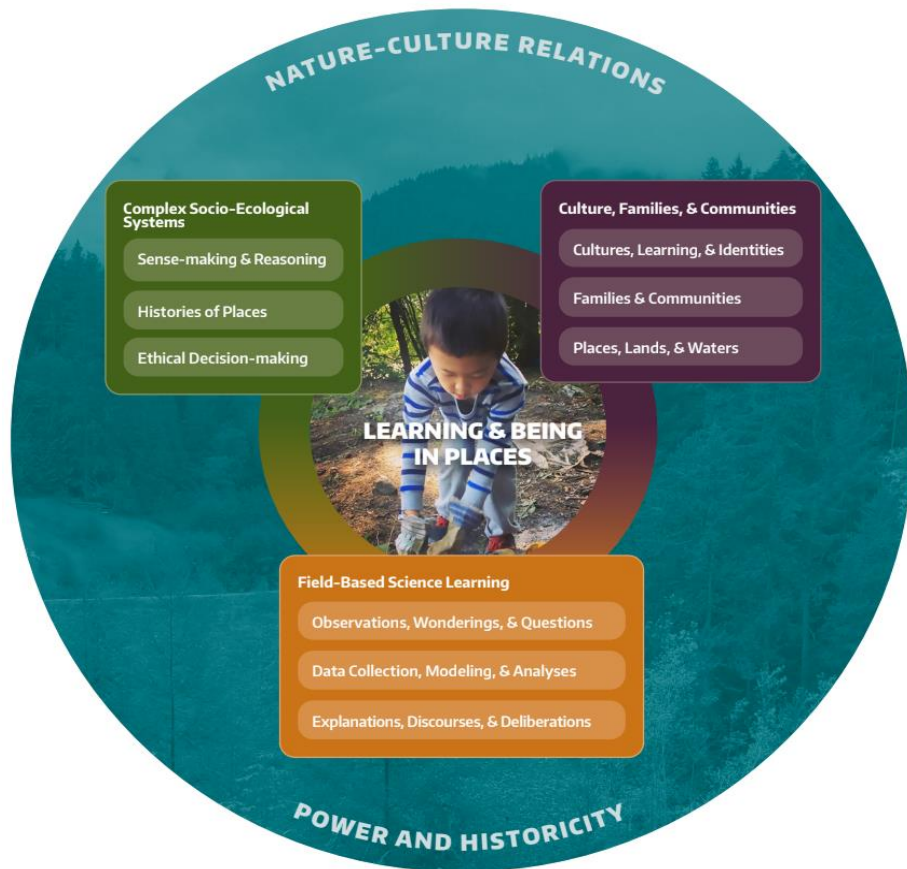 NATURE-CULTURE RELATIONS
Complex Socio-Ecological
Systems
Sense-making & Reasoning
Histories of Places
Ethical Decision-making
Culture, Families, & Communities
Cultures, Learning, & Identities
Families & Communities
Places, Lands, & Waters
LEARNING & BEING
IN PLACES
Field-Based Science Learning
Observations, Wonderings, & Questions
Data Collection, Modeling, & Analyses
Explanations, Discourses, & Deliberations
POWER AND HISTORICITY